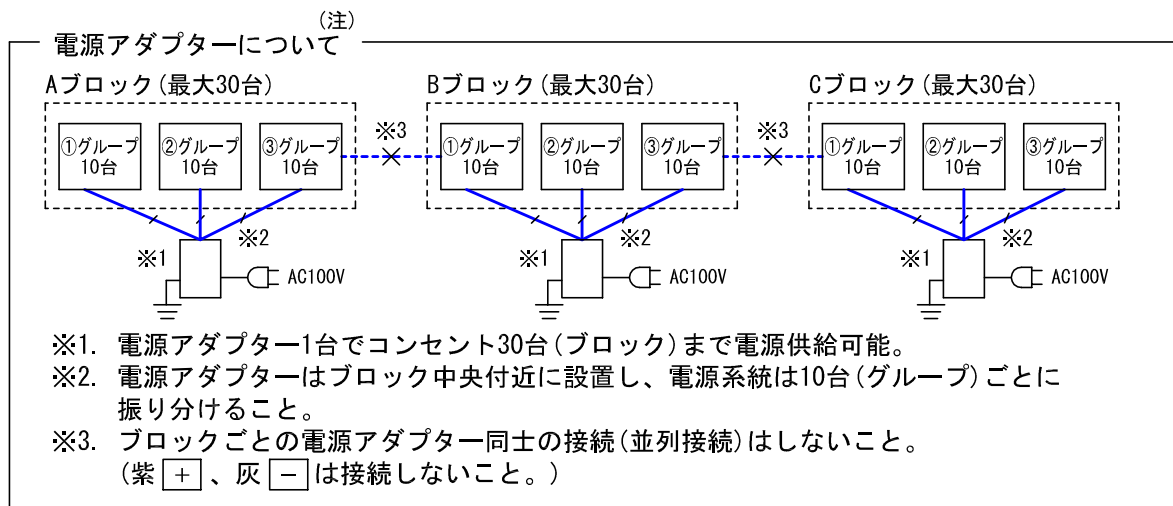 (注)
電源アダプターについて
Aブロック(最大30台)
Bブロック(最大30台)
Cブロック(最大30台)
①グループ
10台
②グループ
10台
③グループ
10台
※3
①グループ
10台
②グループ
10台
③グループ
10台
※3
①グループ
10台
②グループ
10台
③グループ
10台
※1
※2
AC100V
※1
※2
AC100V
※1
※2
AC100V
※1. 電源アダプター1台でコンセント30台(ブロック)まで電源供給可能。
※2. 電源アダプターはブロック中央付近に設置し、電源系統は10台(グループ)ごとに
振り分けること。
※3. ブロックごとの電源アダプター同士の接続(並列接続)はしないこと。
(紫 + 、灰 − は接続しないこと。)